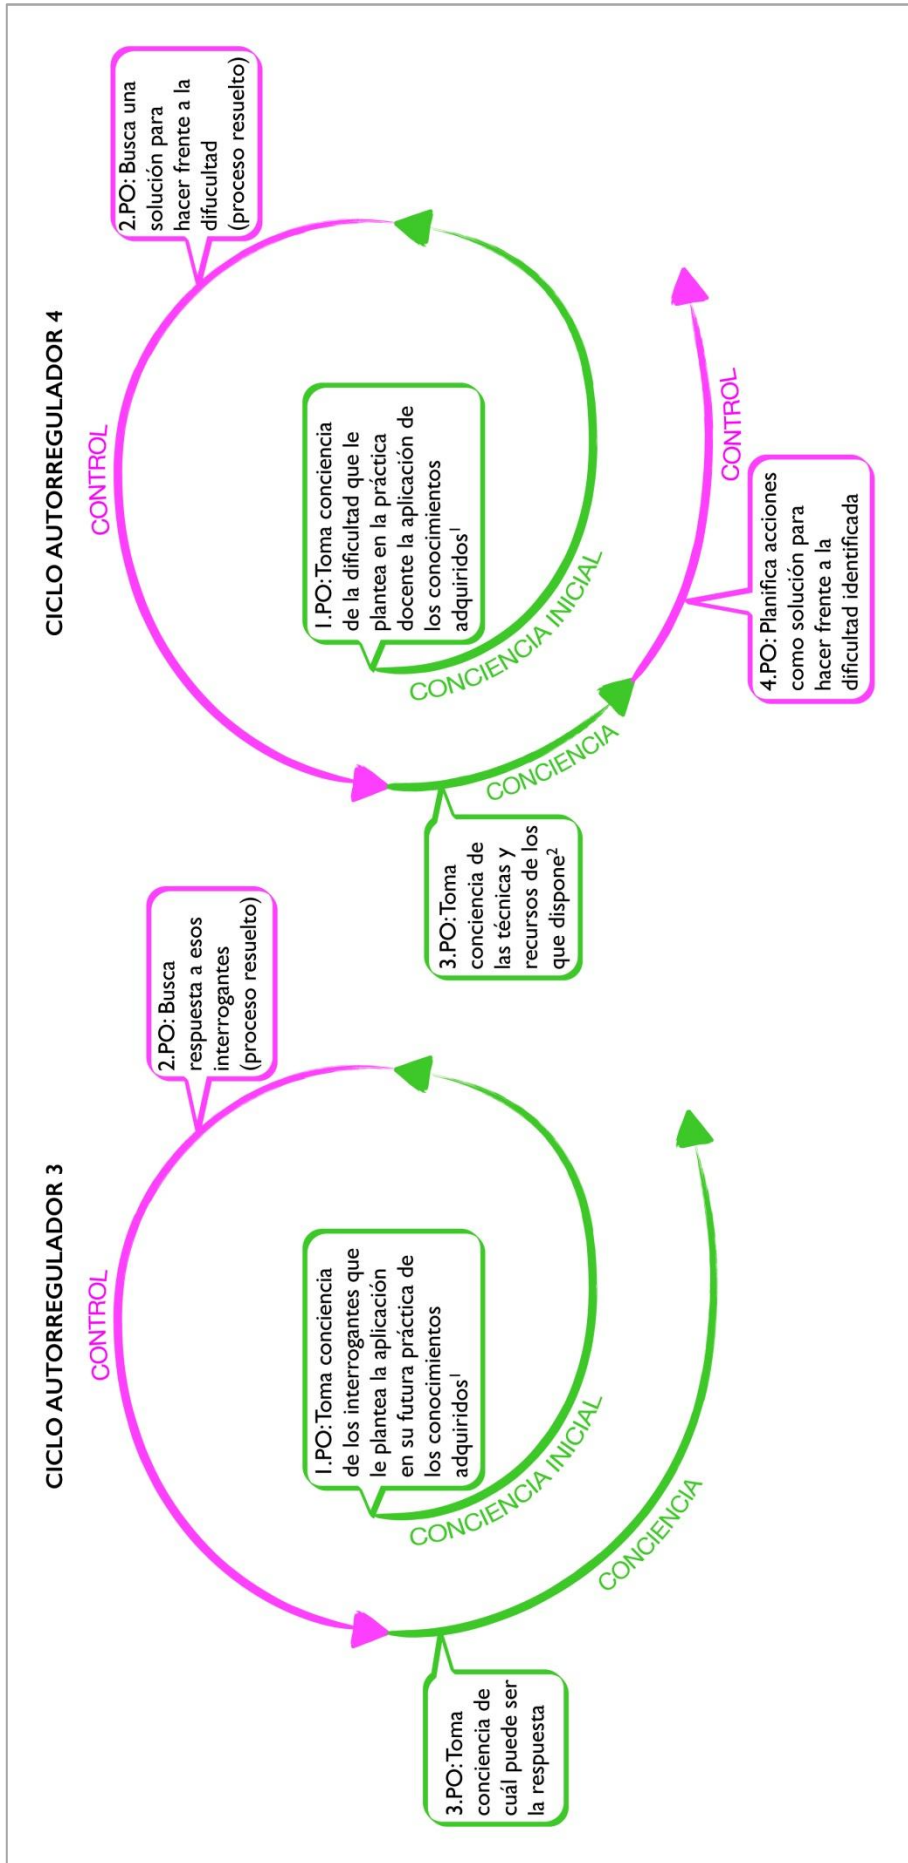 CICLO AUTORREGULADOR 3
CONTROL
2.PO: Busca
respuesta a esos
interrogantes
(proceso resuelto)
1.PO: Toma conciencia
de los interrogantes que
le plantea la aplicación
en su futura práctica de
los conocimientos
adquiridos¹
CONCIENCIA INICIAL
3.PO: Toma
conciencia de
cuál puede ser
la respuesta
CONCIENCIA
CICLO AUTORREGULADOR 4
CONTROL
2.PO: Busca una
solución para
hacer frente a la
difucultad
(proceso resuelto)
1.PO: Toma conciencia
de la dificultad que le
plantea en la práctica
docente la aplicación de
los conocimientos
adquiridos¹
CONCIENCIA INICIAL
3.PO: Toma
conciencia de
las técnicas y
recursos de los
que dispone²
CONCIENCIA
4.PO: Planifica acciones
como solución para
hacer frente a la
dificultad identificada
CONTROL